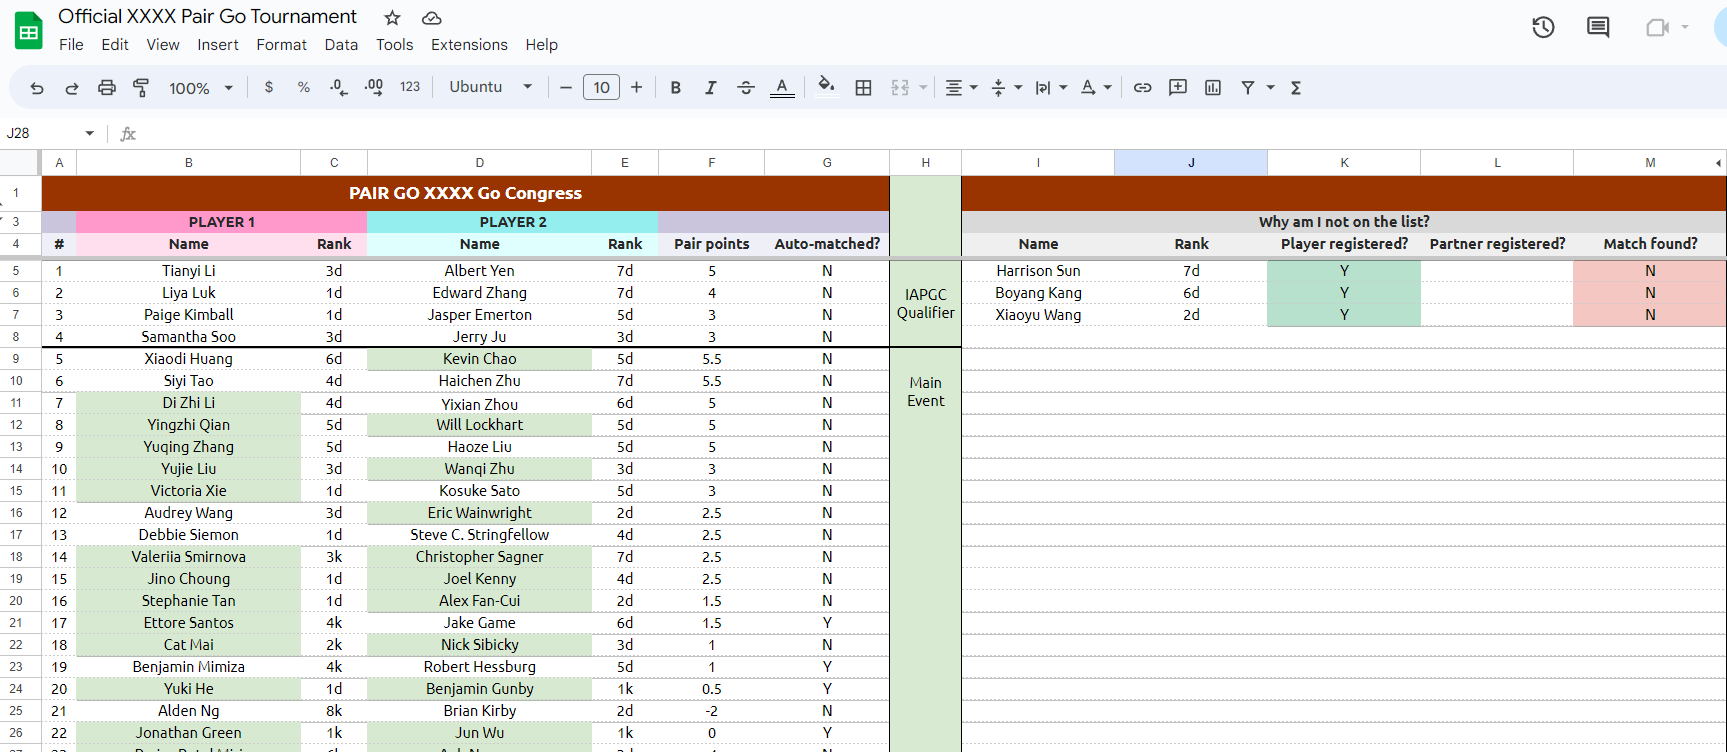 Official XXXX Pair Go Tournament
File Edit View Insert Format Data Tools Extensions Help
100% $ % .0 .00 123 Ubuntu − 10 + B I S A Σ
J28 fx
A B C D E F G H I J K L M
1 PAIR GO XXXX Go Congress
3 PLAYER 1 PLAYER 2 Why am I not on the list?
4 # Name Rank Name Rank Pair points Auto-matched? Name Rank Player registered? Partner registered? Match found?
5 1 Tianyi Li 3d Albert Yen 7d 5 N Harrison Sun 7d Y N
6 2 Liya Luk 1d Edward Zhang 7d 4 N IAPGC Boyang Kang 6d Y N
7 3 Paige Kimball 1d Jasper Emerton 5d 3 N Qualifier Xiaoyu Wang 2d Y N
8 4 Samantha Soo 3d Jerry Ju 3d 3 N
9 5 Xiaodi Huang 6d Kevin Chao 5d 5.5 N
10 6 Siyi Tao 4d Haichen Zhu 7d 5.5 N Main
11 7 Di Zhi Li 4d Yixian Zhou 6d 5 N Event
12 8 Yingzhi Qian 5d Will Lockhart 5d 5 N
13 9 Yuqing Zhang 5d Haoze Liu 5d 5 N
14 10 Yujie Liu 3d Wanqi Zhu 3d 3 N
15 11 Victoria Xie 1d Kosuke Sato 5d 3 N
16 12 Audrey Wang 3d Eric Wainwright 2d 2.5 N
17 13 Debbie Siemon 1d Steve C. Stringfellow 4d 2.5 N
18 14 Valeriia Smirnova 3k Christopher Sagner 7d 2.5 N
19 15 Jino Choung 1d Joel Kenny 4d 2.5 N
20 16 Stephanie Tan 1d Alex Fan-Cui 2d 1.5 N
21 17 Ettore Santos 4k Jake Game 6d 1.5 Y
22 18 Cat Mai 2k Nick Sibicky 3d 1 N
23 19 Benjamin Mimiza 4k Robert Hessburg 5d 1 Y
24 20 Yuki He 1d Benjamin Gunby 1k 0.5 Y
25 21 Alden Ng 8k Brian Kirby 2d -2 N
26 22 Jonathan Green 1k Jun Wu 1k 0 Y